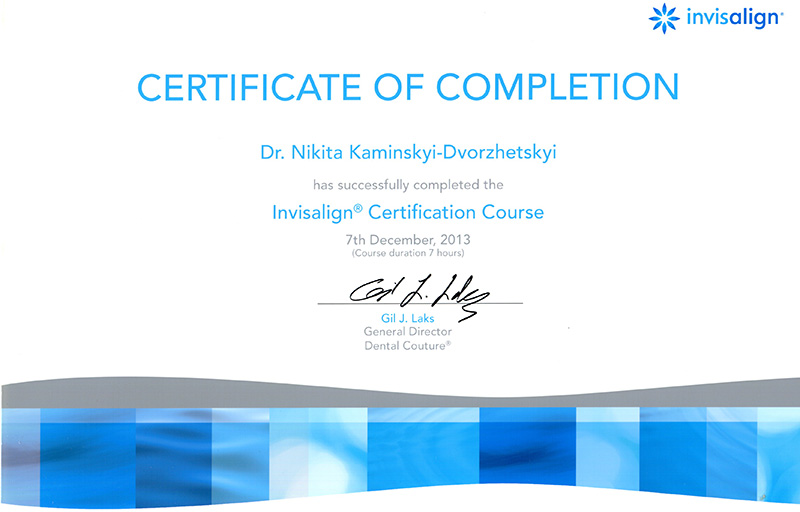 invisalign®
CERTIFICATE OF COMPLETION
Dr. Nikita Kaminskyi-Dvorzhetskyi
has successfully completed the
Invisalign® Certification Course
7th December, 2013
(Course duration 7 hours)
Gil J. Laks
Gil J. Laks
General Director
Dental Couture®